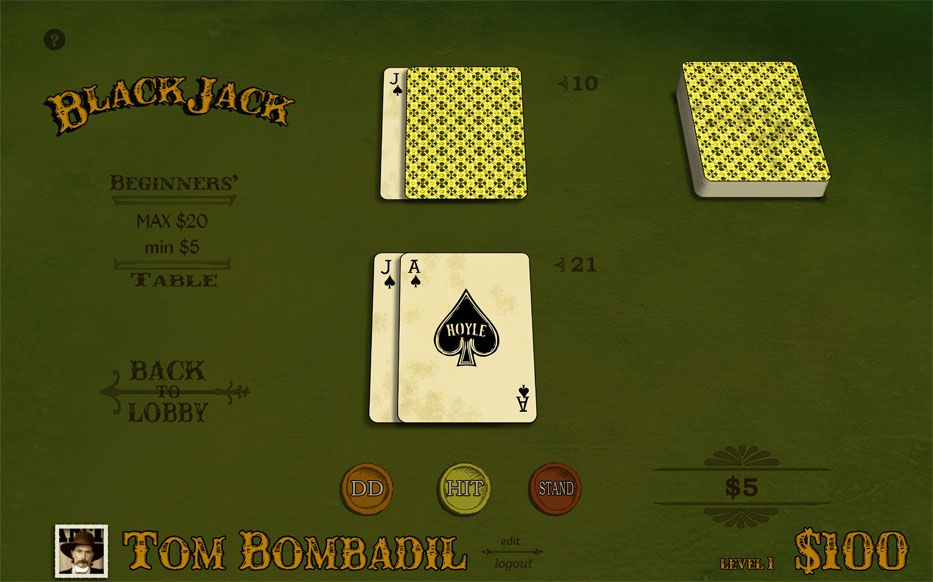 ?
BLACKJACK
BEGINNERS'
MAX $20
min $5
TABLE
BACK
TO
LOBBY
J
10
J A
21
HOYLE
A
DD HIT STAND
$5
TOM BOMBADIL
edit
logout
LEVEL 1
$100